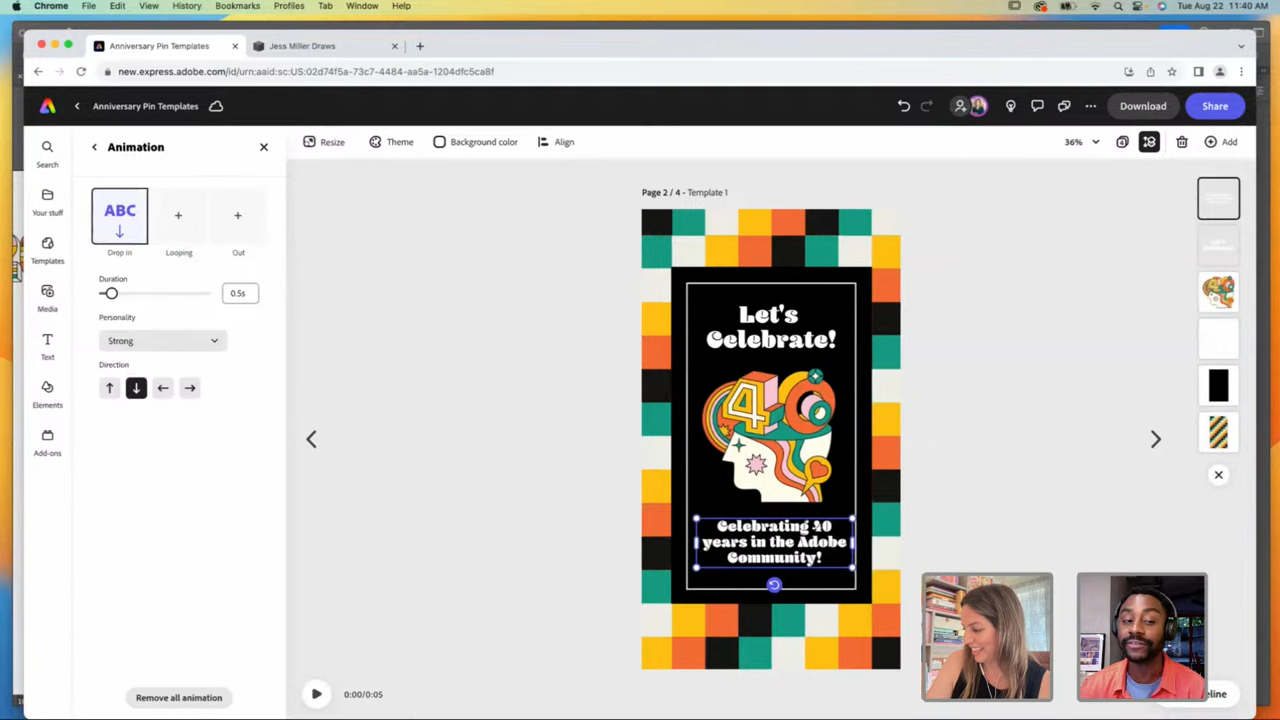 Chrome File Edit View History Bookmarks Profiles Tab Window Help
Tue Aug 22 11:40 AM
Anniversary Pin Templates
Jess Miller Draws
new.express.adobe.com/id/urn:aaid:sc:US:02d74f5a-73c7-4484-aa5a-1204dfc5ca8f
Anniversary Pin Templates
Download
Share
Search
Your stuff
Templates
Media
Text
Elements
Add-ons
Animation
ABC
Drop in
Looping
Out
Duration
0.5s
Personality
Strong
Direction
Remove all animation
Resize
Theme
Background color
Align
36%
Add
Page 2 / 4 - Template 1
Let's
Celebrate!
40
Celebrating 40
years in the Adobe
Community!
0:00/0:05
eline